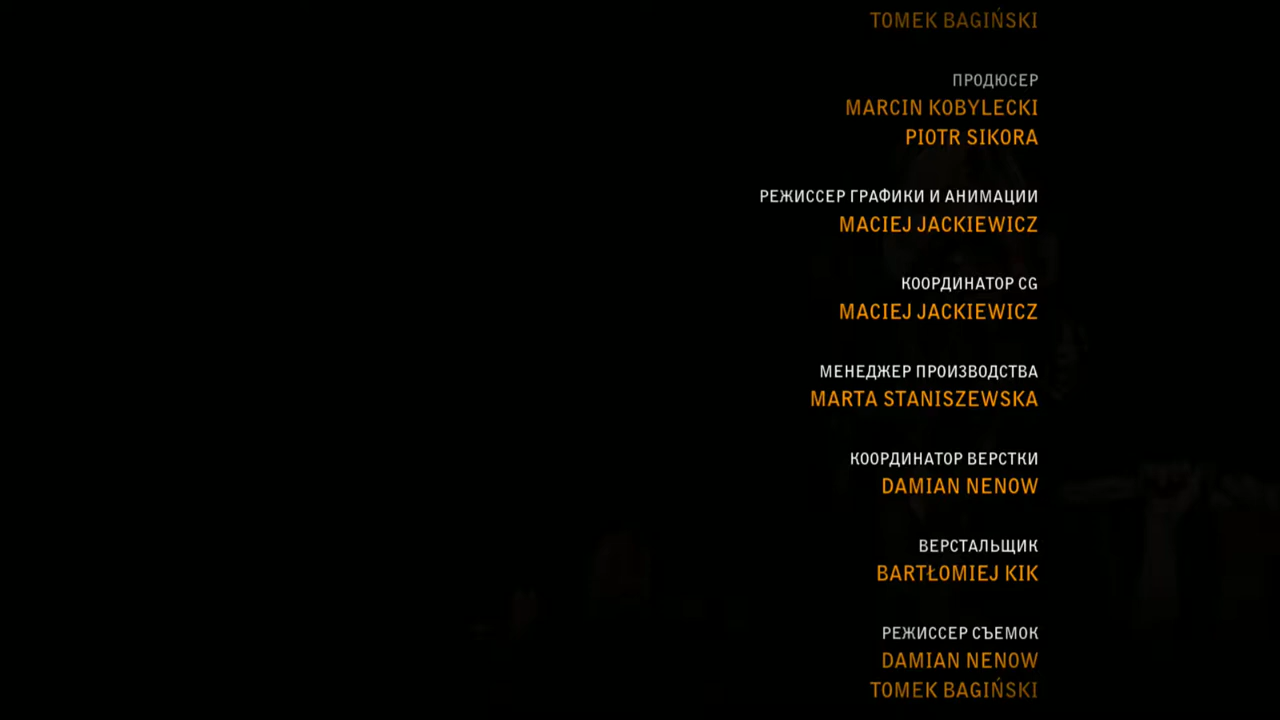 TOMEK BAGIŃSKI
ПРОДЮСЕР
MARCIN KOBYLECKI
PIOTR SIKORA
РЕЖИССЕР ГРАФИКИ И АНИМАЦИИ
MACIEJ JACKIEWICZ
КООРДИНАТОР CG
MACIEJ JACKIEWICZ
МЕНЕДЖЕР ПРОИЗВОДСТВА
MARTA STANISZEWSKA
КООРДИНАТОР ВЕРСТКИ
DAMIAN NENOW
ВЕРСТАЛЬЩИК
BARTŁOMIEJ KIK
РЕЖИССЕР СЪЕМОК
DAMIAN NENOW
TOMEK BAGIŃSKI